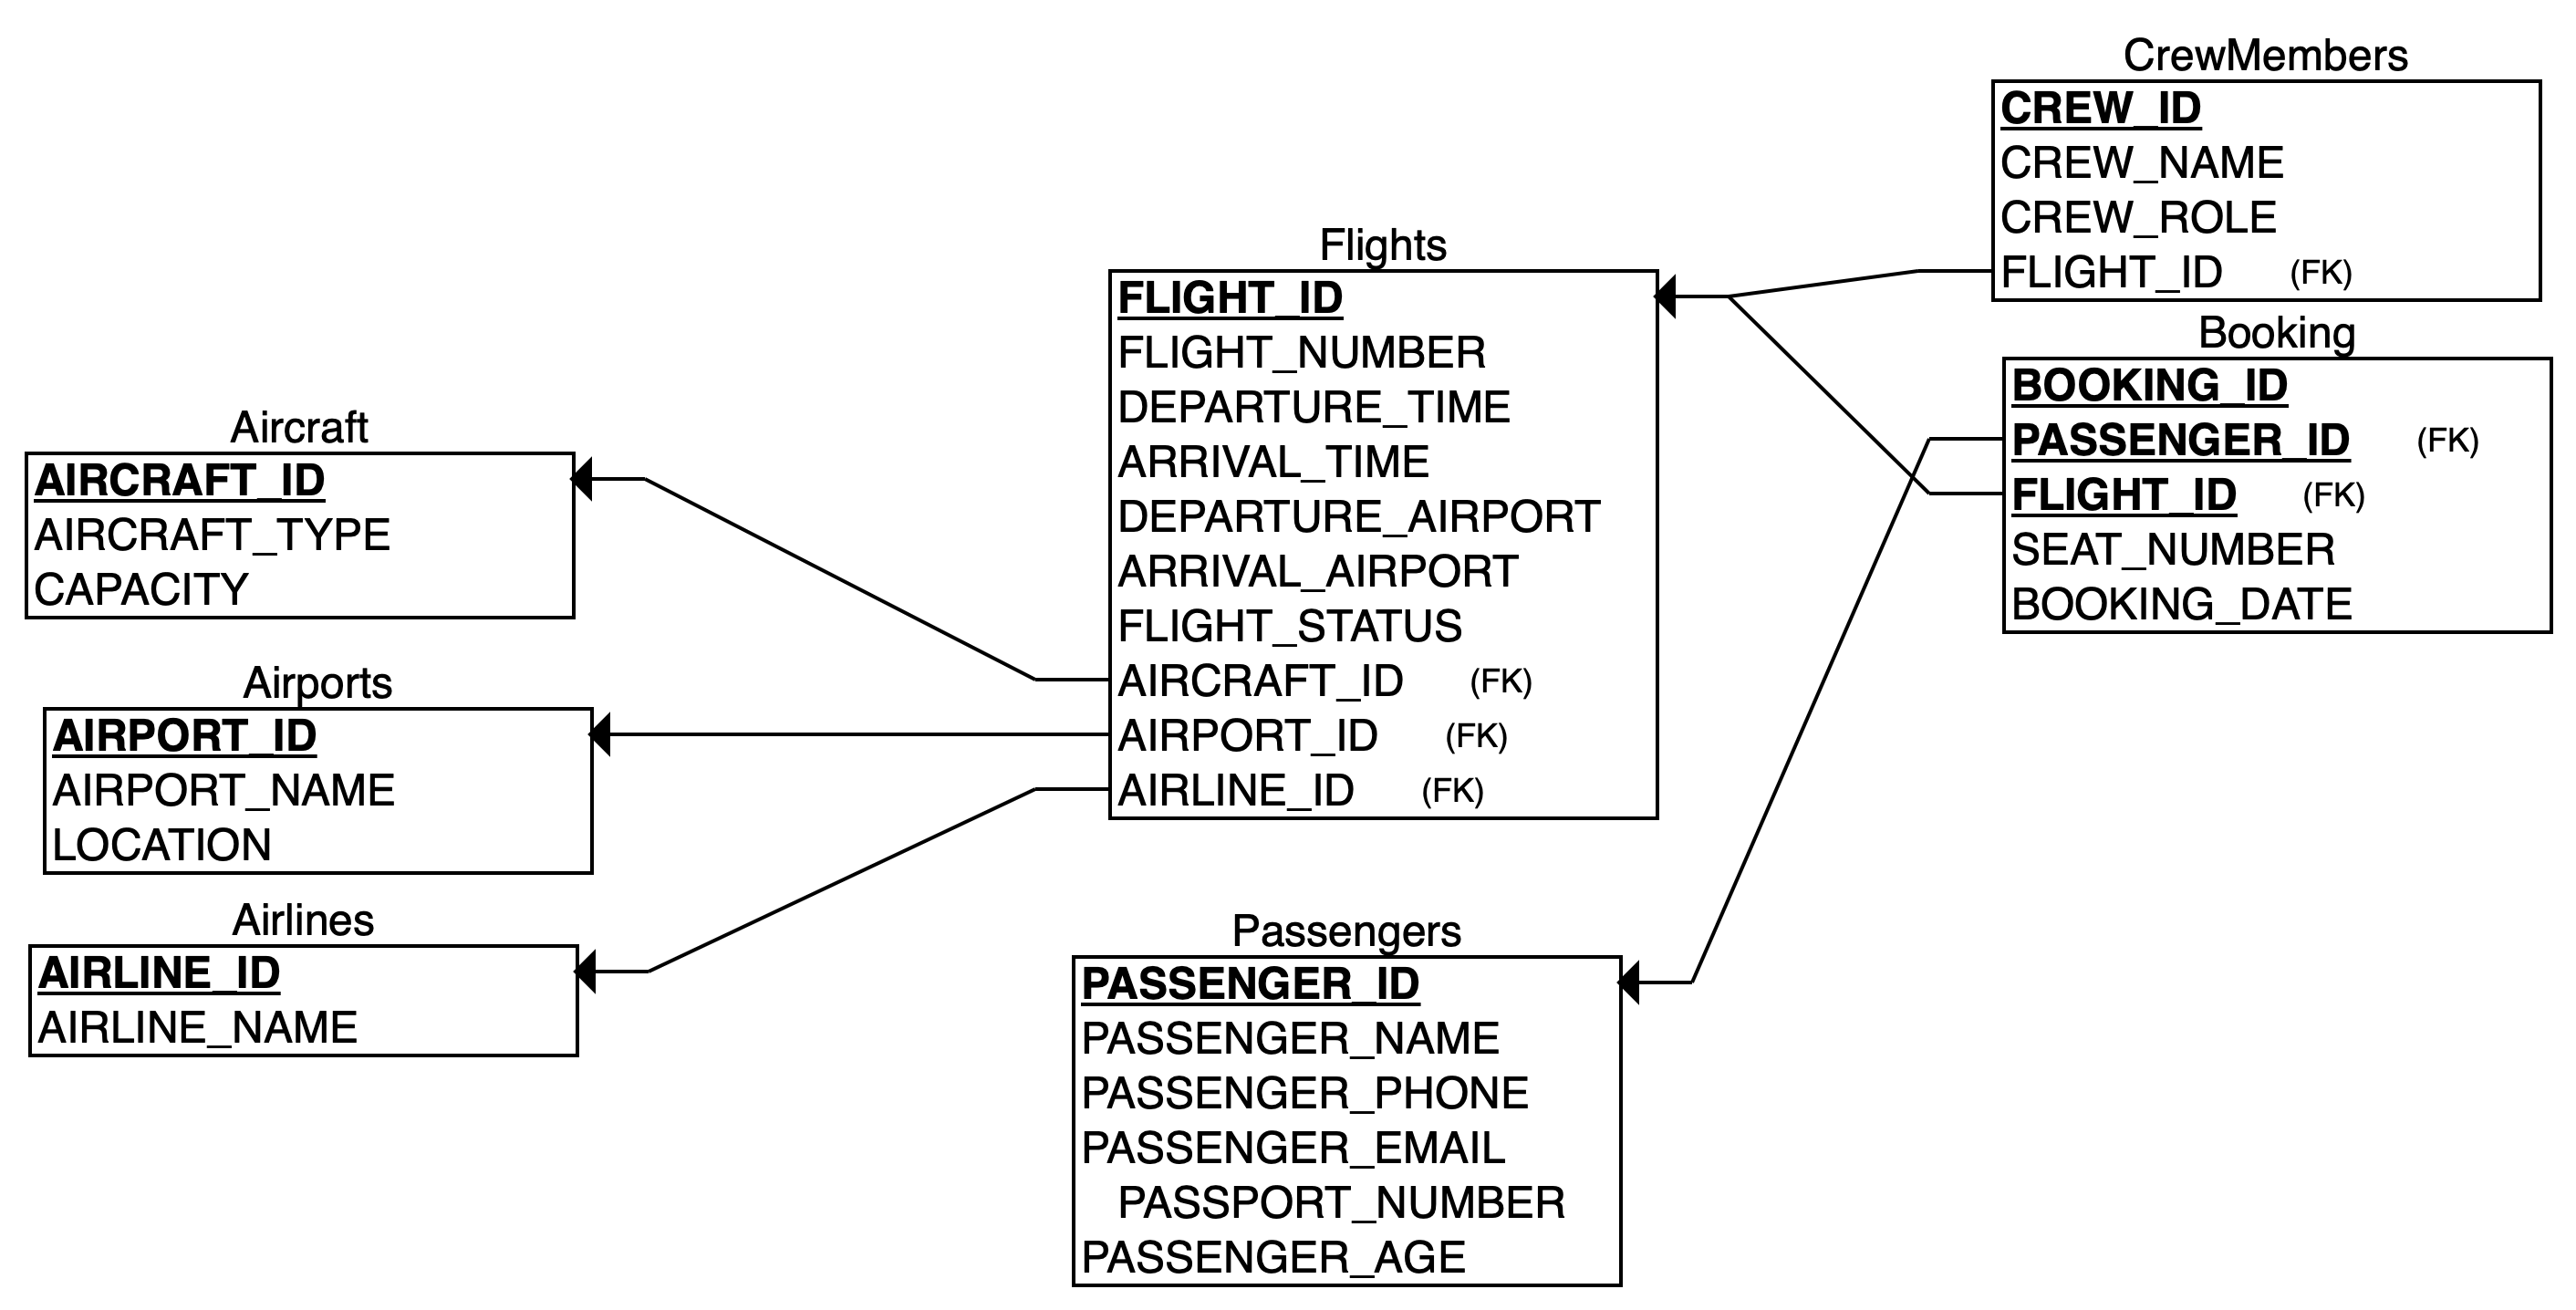 CrewMembers
CREW_ID
CREW_NAME
CREW_ROLE
FLIGHT_ID (FK)
Flights
FLIGHT_ID
FLIGHT_NUMBER
DEPARTURE_TIME
ARRIVAL_TIME
DEPARTURE_AIRPORT
ARRIVAL_AIRPORT
FLIGHT_STATUS
AIRCRAFT_ID (FK)
AIRPORT_ID (FK)
AIRLINE_ID (FK)
Booking
BOOKING_ID
PASSENGER_ID (FK)
FLIGHT_ID (FK)
SEAT_NUMBER
BOOKING_DATE
Aircraft
AIRCRAFT_ID
AIRCRAFT_TYPE
CAPACITY
Airports
AIRPORT_ID
AIRPORT_NAME
LOCATION
Airlines
AIRLINE_ID
AIRLINE_NAME
Passengers
PASSENGER_ID
PASSENGER_NAME
PASSENGER_PHONE
PASSENGER_EMAIL
PASSPORT_NUMBER
PASSENGER_AGE